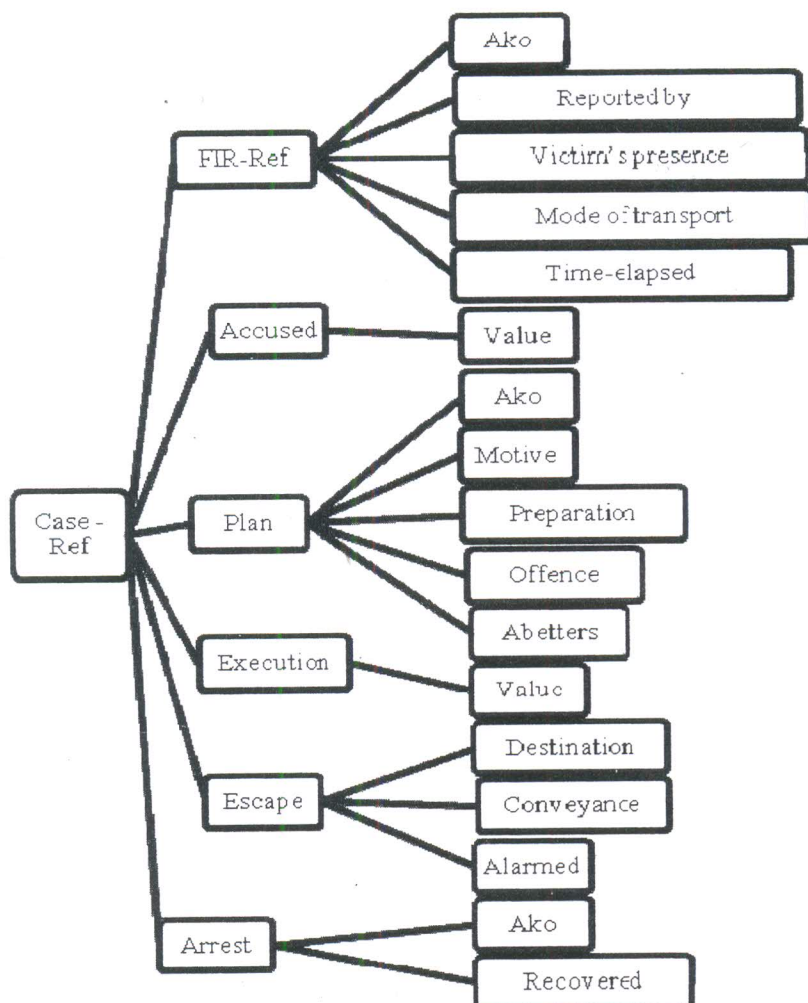 Ako
Reported by
FIR-Ref
Victim's presence
Mode of transport
Time-elapsed
Accused
Value
Ako
Motive
Case-
Ref
Plan
Preparation
Offence
Abetters
Execution
Value
Destination
Escape
Conveyance
Alarmed
Arrest
Ako
Recovered